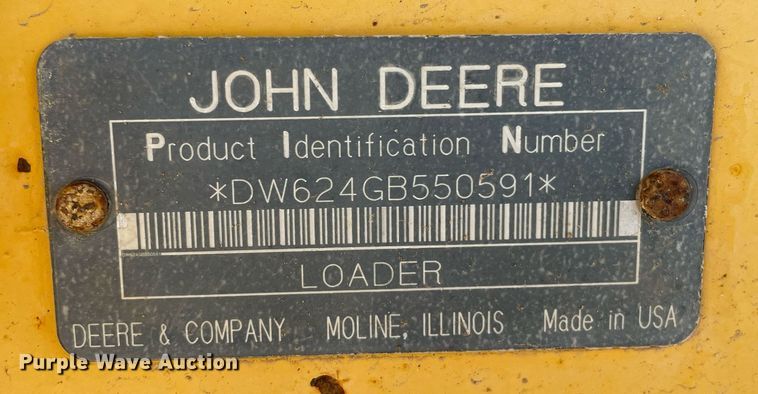 JOHN DEERE
Product Identification Number
*DW624GB550591*
LOADER
DEERE & COMPANY MOLINE, ILLINOIS Made in USA
Purple Wave Auction